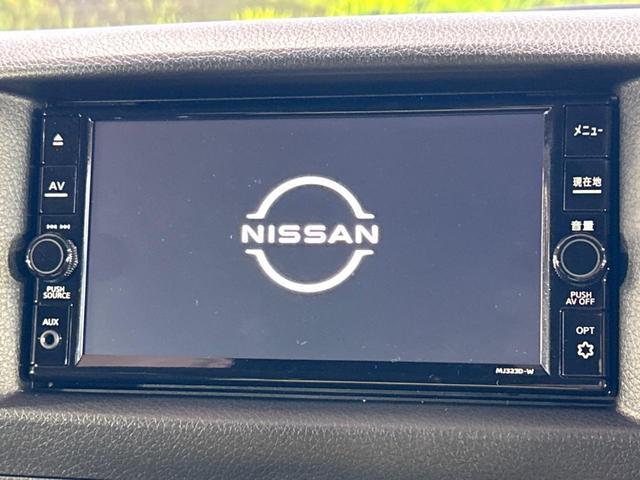 AV
PUSH
SOURCE
AUX
NISSAN
メニュー
現在地
音量
PUSH
AV OFF
OPT
MJ323D-W